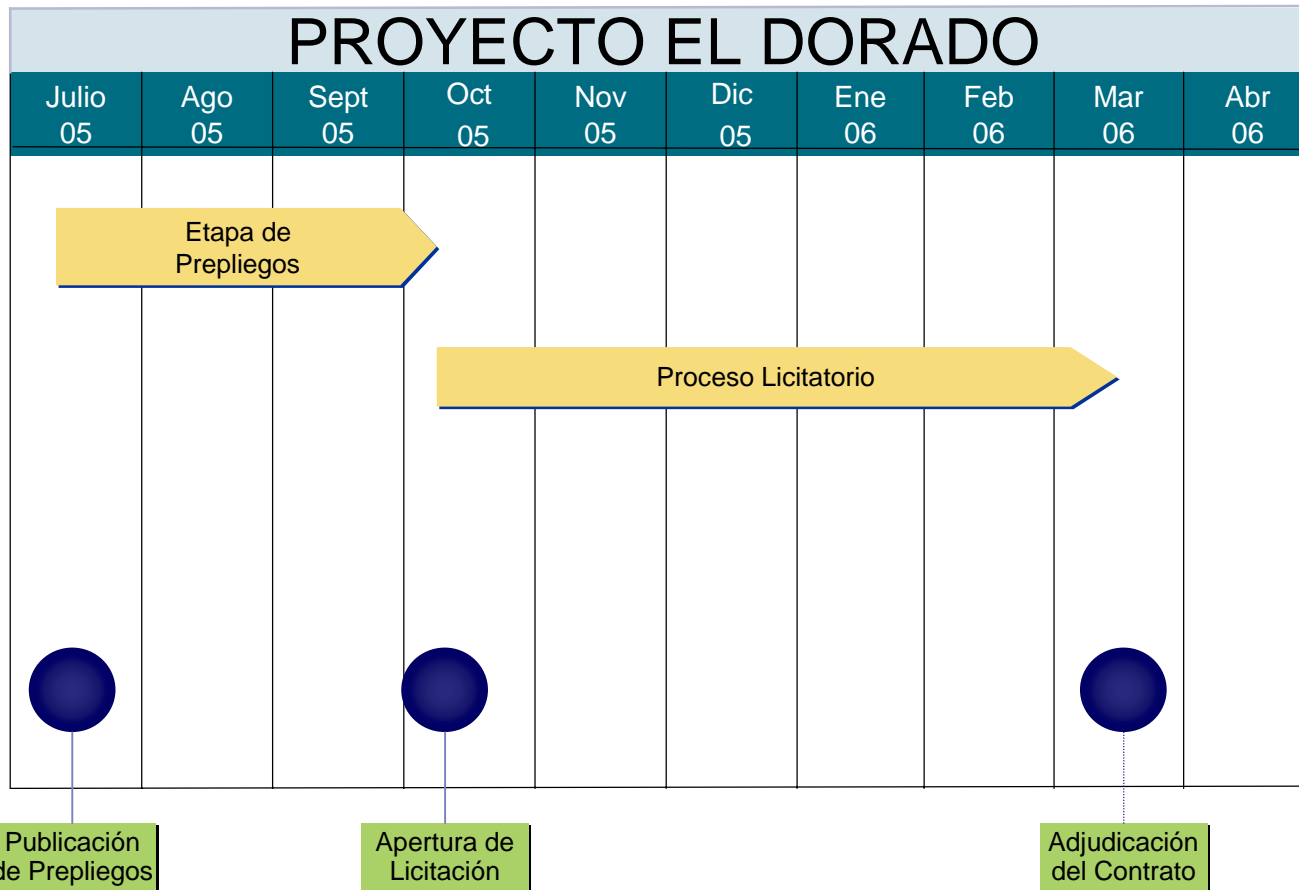 PROYECTO EL DORADO
Julio Ago Sept Oct Nov Dic Ene Feb Mar Abr
05 05 05 05 05 05 06 06 06 06
Etapa de
Prepliegos
Proceso Licitatorio
Publicación
de Prepliegos
Apertura de
Licitación
Adjudicación
del Contrato